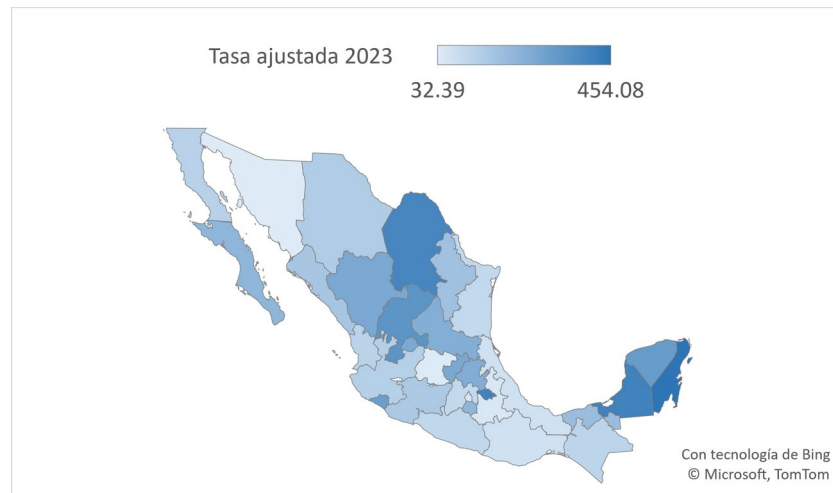 Tasa ajustada 2023
32.39 454.08
Con tecnología de Bing
© Microsoft, TomTom